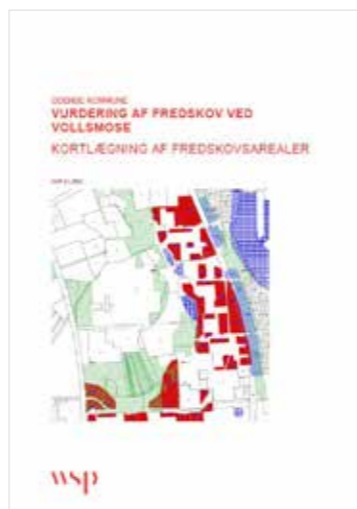 ODENSE KOMMUNE
VURDERING AF FREDSKOV VED
VOLLSMOSE
KORTLÆGNING AF FREDSKOVSAREALER
wsp